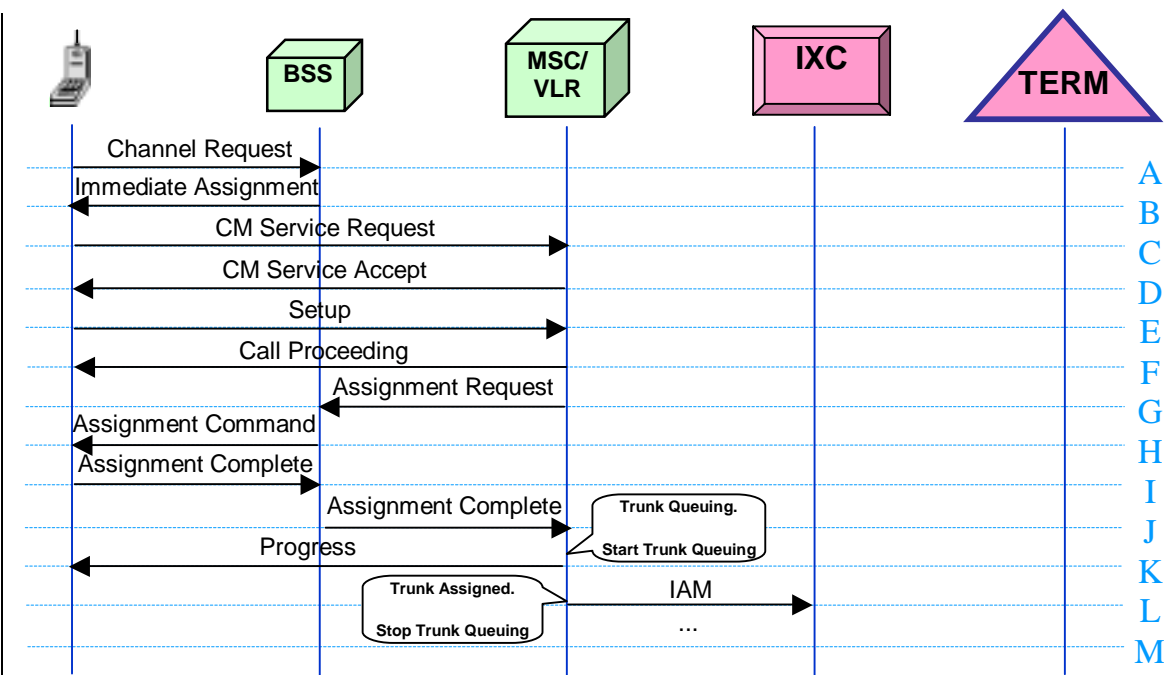 BSS
MSC/
VLR
IXC
TERM
Channel Request
A
Immediate Assignment
B
CM Service Request
C
CM Service Accept
D
Setup
E
Call Proceeding
F
Assignment Request
G
Assignment Command
H
Assignment Complete
I
Assignment Complete
Trunk Queuing.
Start Trunk Queuing
J
Progress
K
Trunk Assigned.
Stop Trunk Queuing
IAM
L
...
M